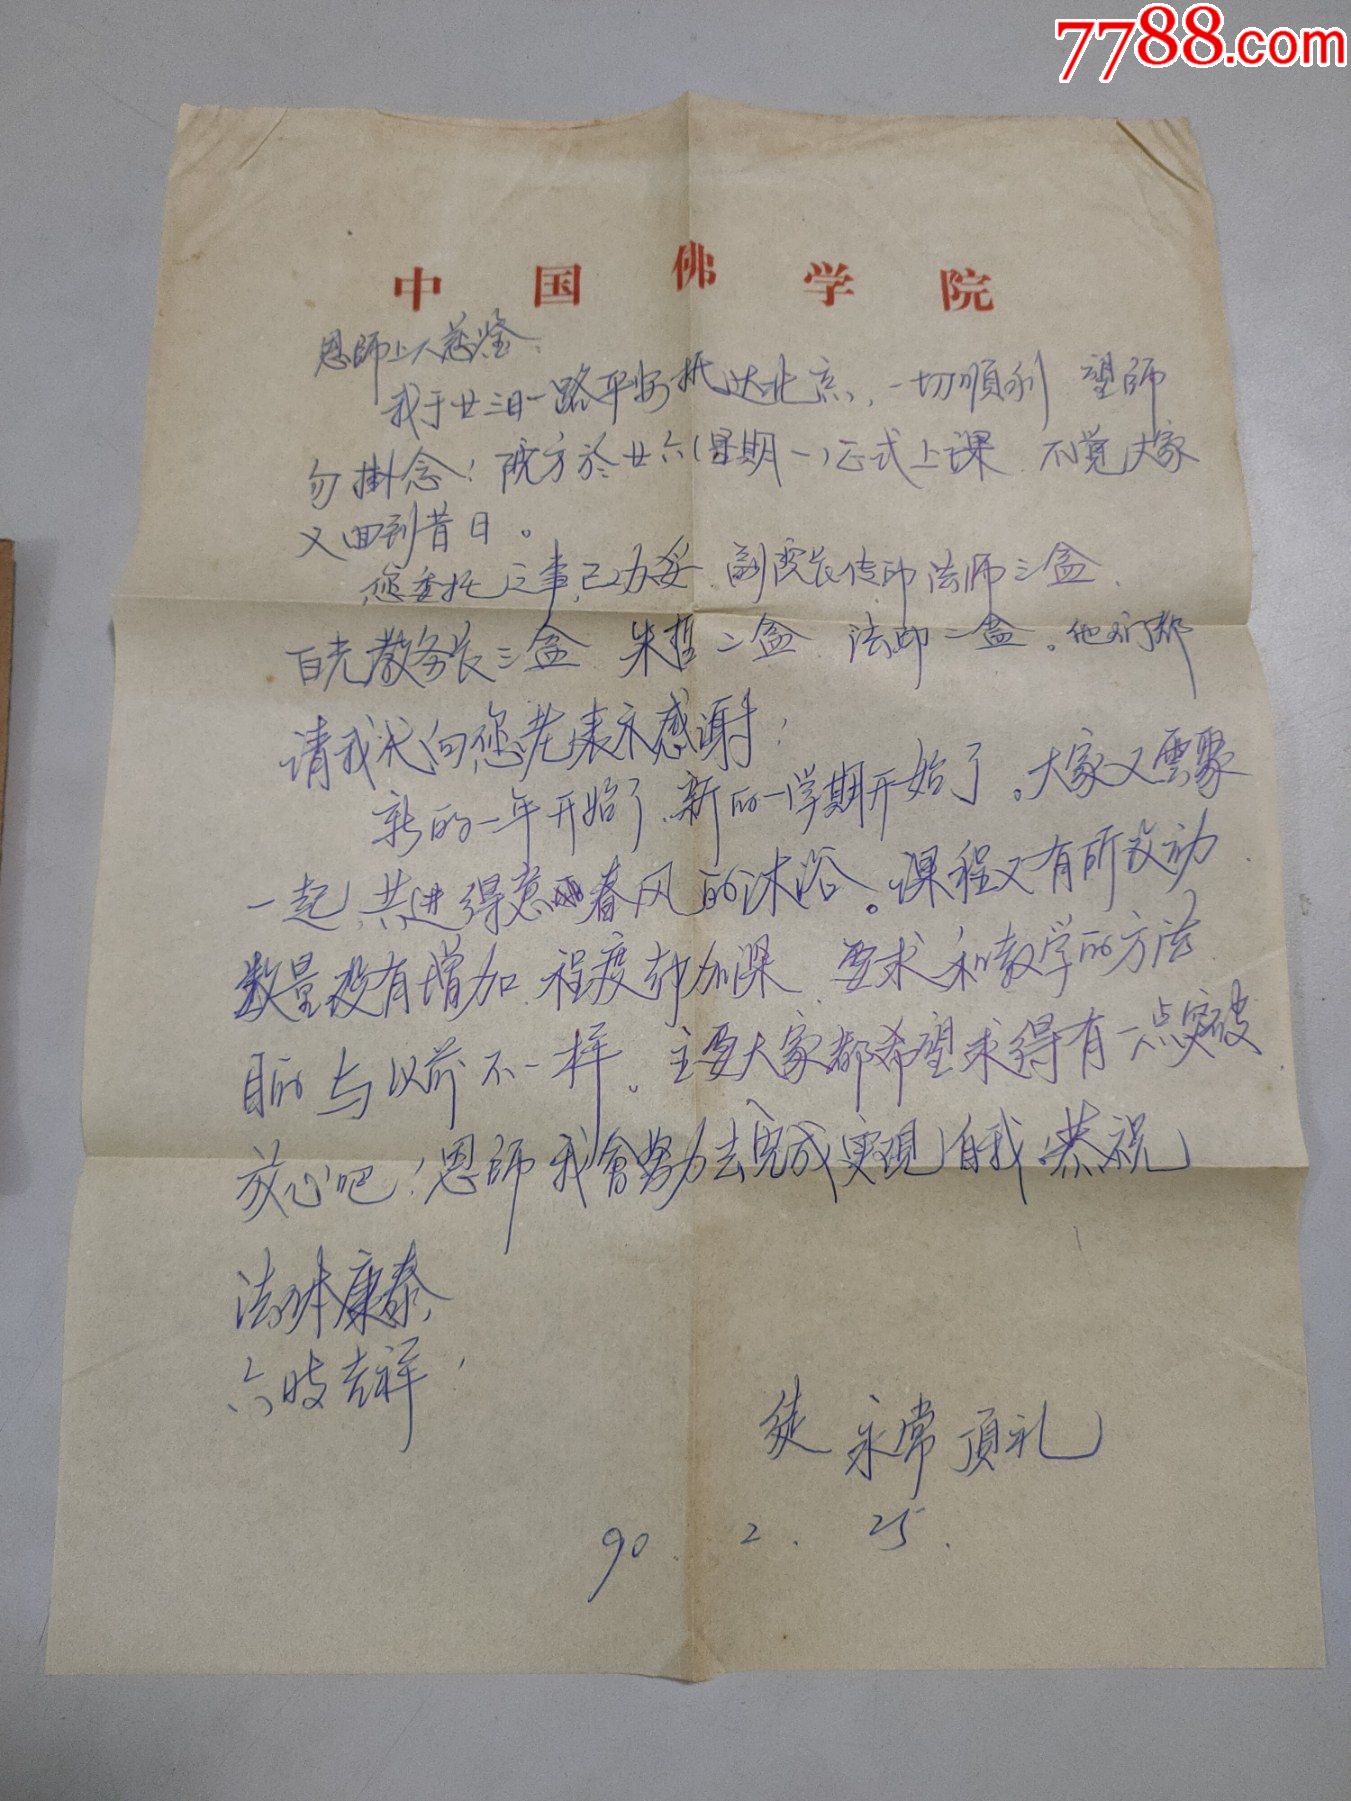 7788.com
中国佛学院
恩師上人慈鉴、
我于廿三日一路平安抵达北京，一切順利 望師
勿掛念！院方於廿六(星期一)正式上课 不觉大家
又回到昔日。
您委托之事已办妥、副院长传印法师三盒、
白光教务长三盒 朱哲二盒 法印一盒。他们都
请我代向您老表示感谢！
新的一年开始了、新的一学期开始了。大家又雲聚
一起，共进得意春风的沐浴。课程又有所改动
数量没有增加 程度却加深、要求和教学的方法
目的与以前不一样。主要大家都希望求得有一点突破
放心吧！恩師 我會努力去完成实現自我 恭祝
法体康泰，
六时吉祥！
徒 永常顶礼
90.2.25.